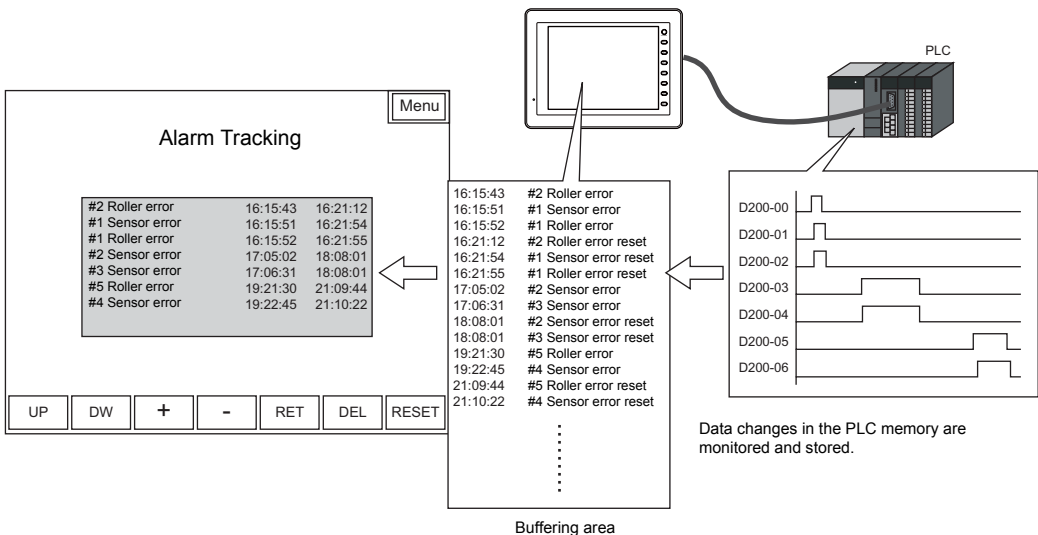 PLC
Menu
Alarm Tracking
#2 Roller error 16:15:43 16:21:12
#1 Sensor error 16:15:51 16:21:54
#1 Roller error 16:15:52 16:21:55
#2 Sensor error 17:05:02 18:08:01
#3 Sensor error 17:06:31 18:08:01
#5 Roller error 19:21:30 21:09:44
#4 Sensor error 19:22:45 21:10:22
UP DW + - RET DEL RESET
16:15:43 #2 Roller error
16:15:51 #1 Sensor error
16:15:52 #1 Roller error
16:21:12 #2 Roller error reset
16:21:54 #1 Sensor error reset
16:21:55 #1 Roller error reset
17:05:02 #2 Sensor error
17:06:31 #3 Sensor error
18:08:01 #2 Sensor error reset
18:08:01 #3 Sensor error reset
19:21:30 #5 Roller error
19:22:45 #4 Sensor error
21:09:44 #5 Roller error reset
21:10:22 #4 Sensor error reset
Buffering area
D200-00
D200-01
D200-02
D200-03
D200-04
D200-05
D200-06
Data changes in the PLC memory are
monitored and stored.